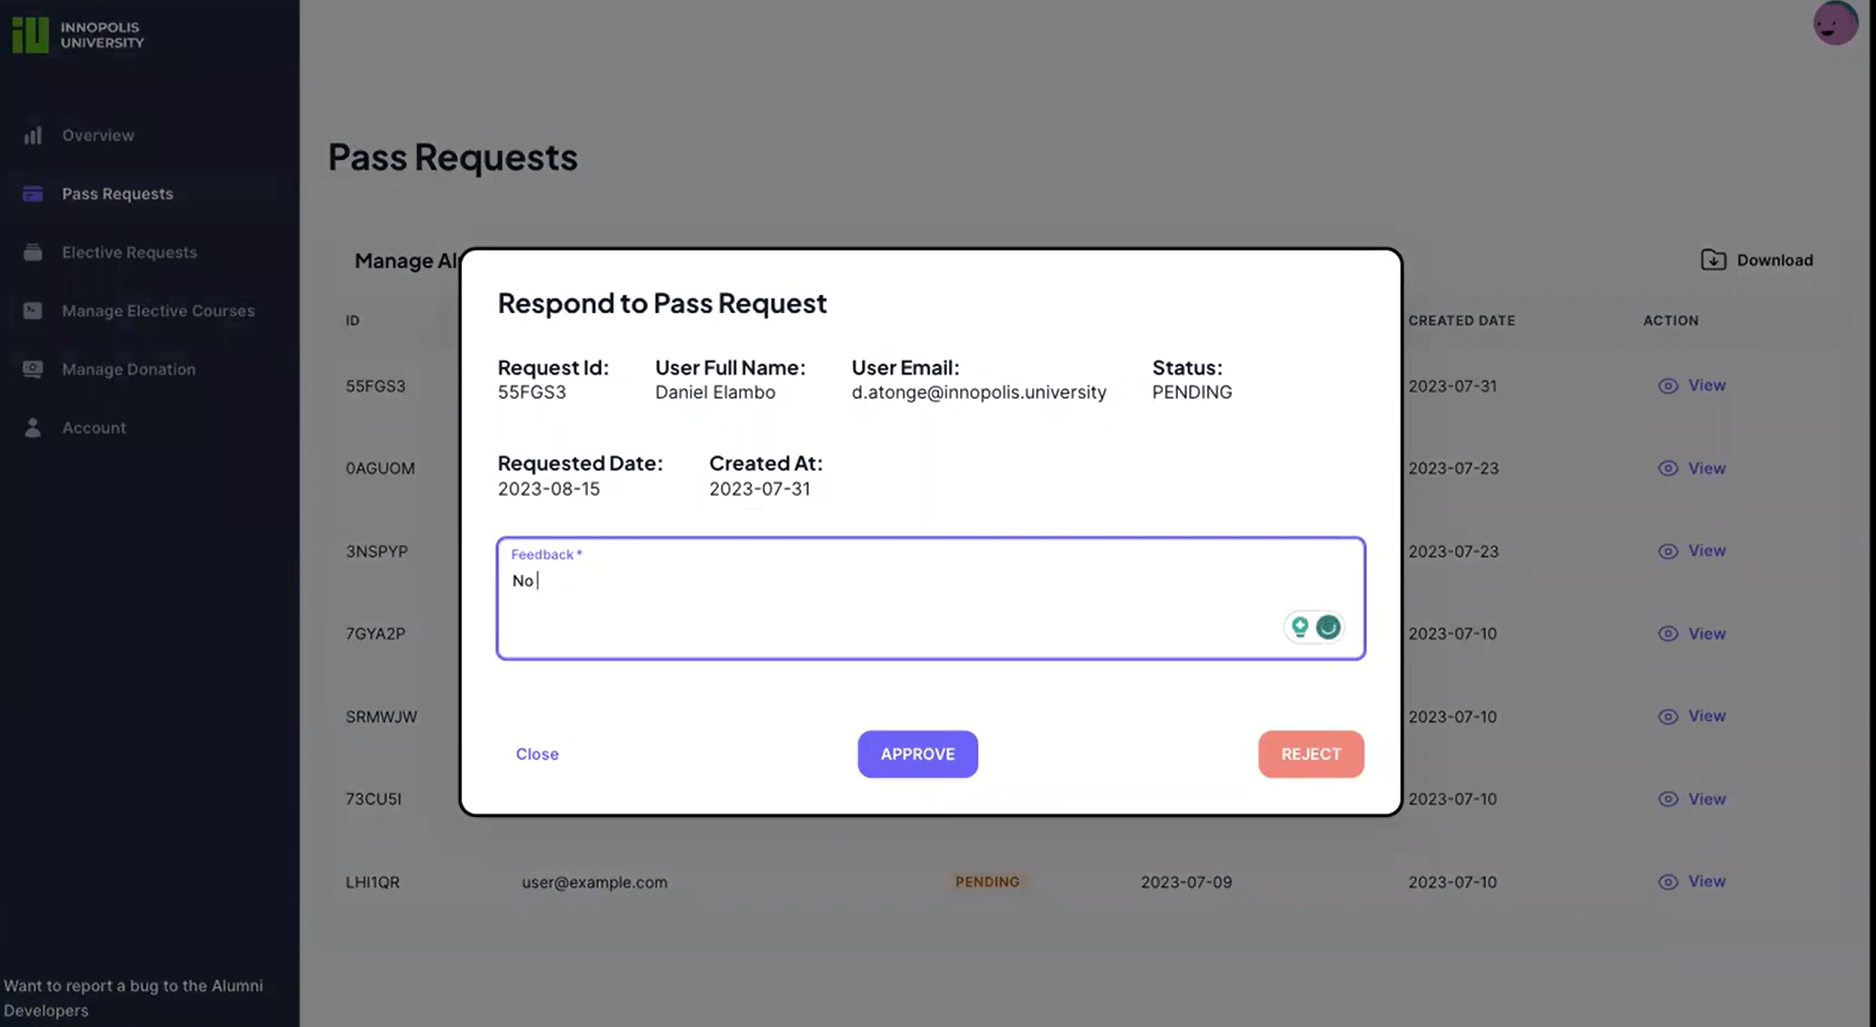 INNOPOLIS
UNIVERSITY
Overview
Pass Requests
Elective Requests
Manage Elective Courses
Manage Donation
Account
Want to report a bug to the Alumni
Developers
Pass Requests
Manage Al
Download
ID
CREATED DATE
ACTION
55FGS3
2023-07-31
View
0AGUOM
2023-07-23
View
3NSPYP
2023-07-23
View
7GYA2P
2023-07-10
View
SRMWJW
2023-07-10
View
73CU5I
2023-07-10
View
LHI1QR
user@example.com
PENDING
2023-07-09
2023-07-10
View
Respond to Pass Request
Request Id:
55FGS3
User Full Name:
Daniel Elambo
User Email:
d.atonge@innopolis.university
Status:
PENDING
Requested Date:
2023-08-15
Created At:
2023-07-31
Feedback *
No
Close
APPROVE
REJECT